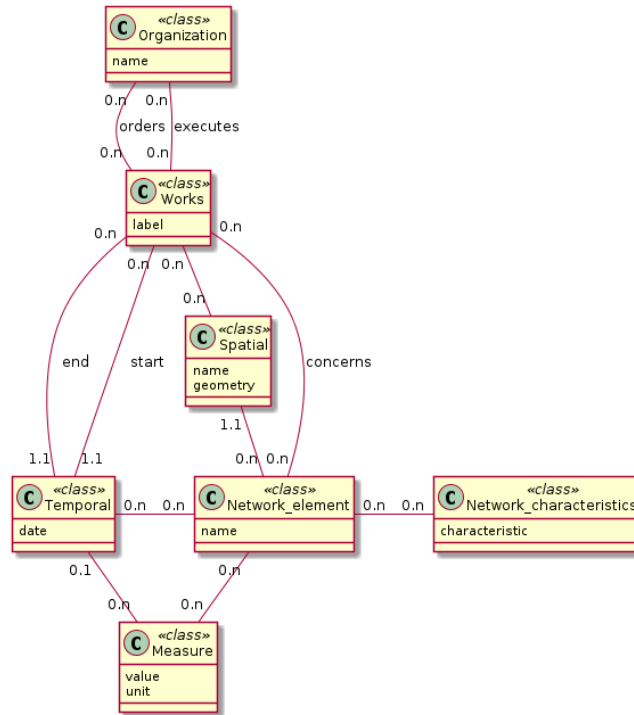 C «class»
Organization
name
0.n 0.n
orders executes
0.n 0.n
C «class»
Works
label
0.n 0.n
0.n 0.n
0.n
C «class»
Spatial
name
geometry
end start concerns
1.1
1.1 1.1 0.n 0.n
C «class»
Temporal
date
0.n 0.n
C «class»
Network_element
name
0.n 0.n
C «class»
Network_characteristics
characteristic
0.1 0.n
0.n 0.n
C «class»
Measure
value
unit